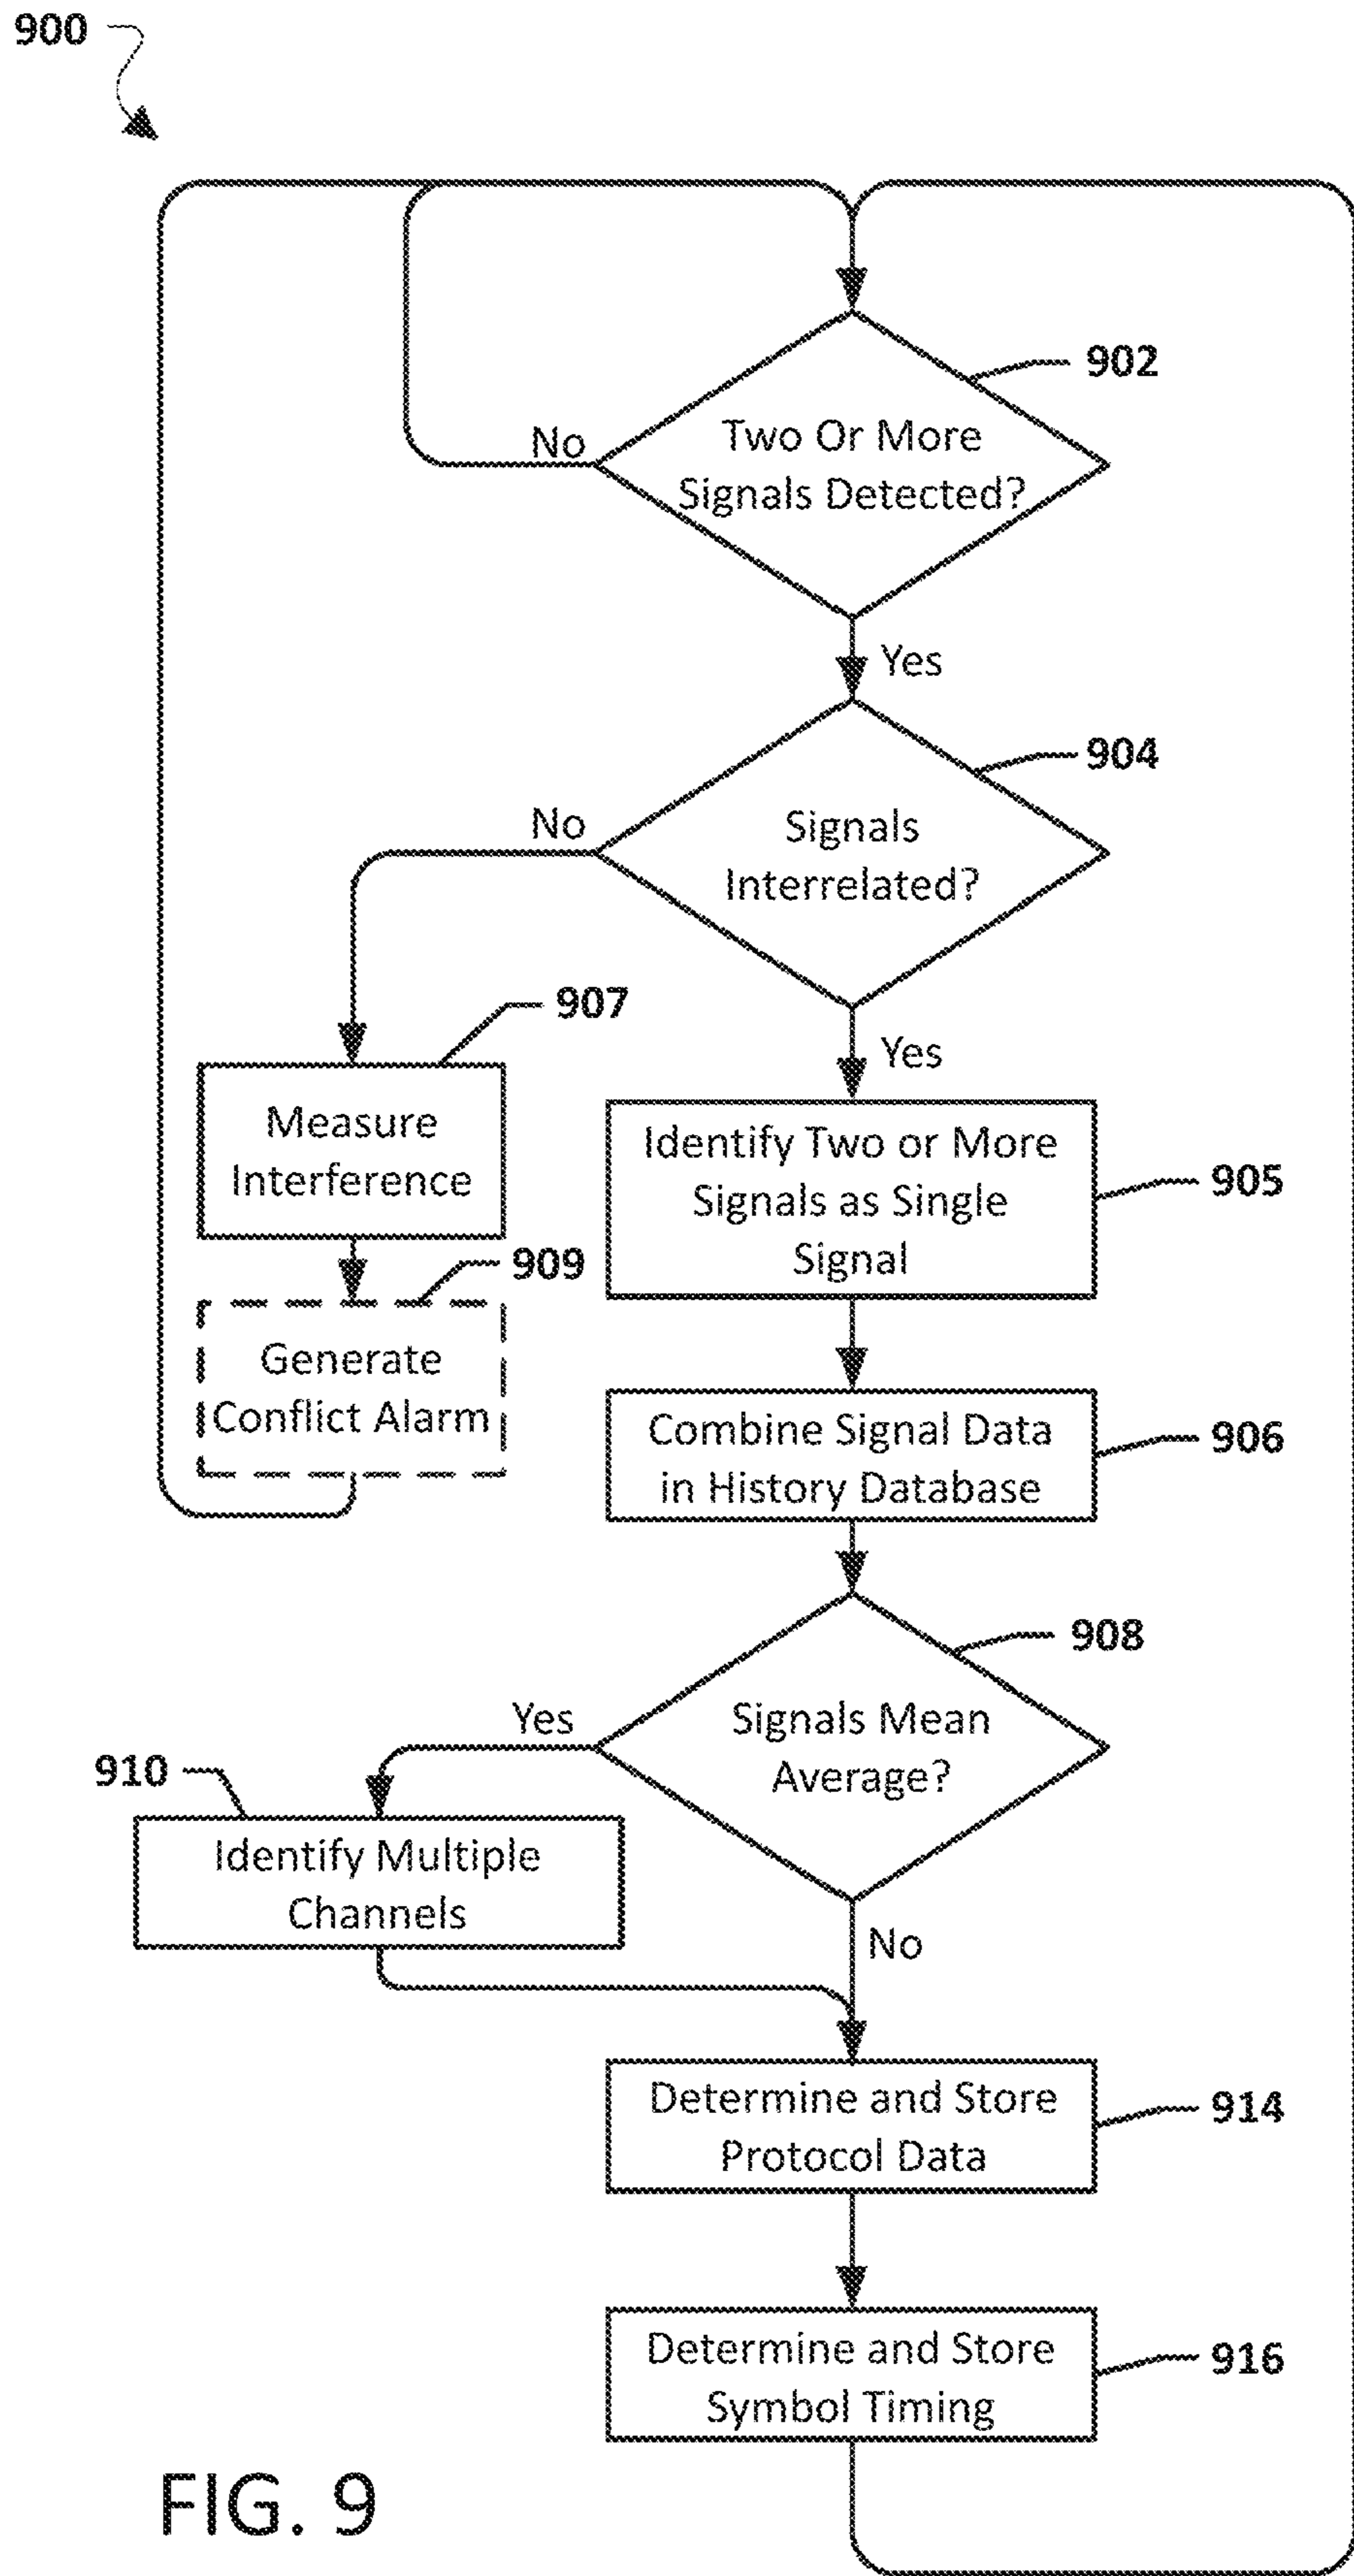 900
902
Two Or More
Signals Detected?
No
Yes
904
Signals
Interrelated?
No
Yes
907
Measure
Interference
905
Identify Two or More
Signals as Single
Signal
909
Generate
Conflict Alarm
906
Combine Signal Data
in History Database
908
Signals Mean
Average?
Yes
910
Identify Multiple
Channels
No
914
Determine and Store
Protocol Data
916
Determine and Store
Symbol Timing
FIG. 9